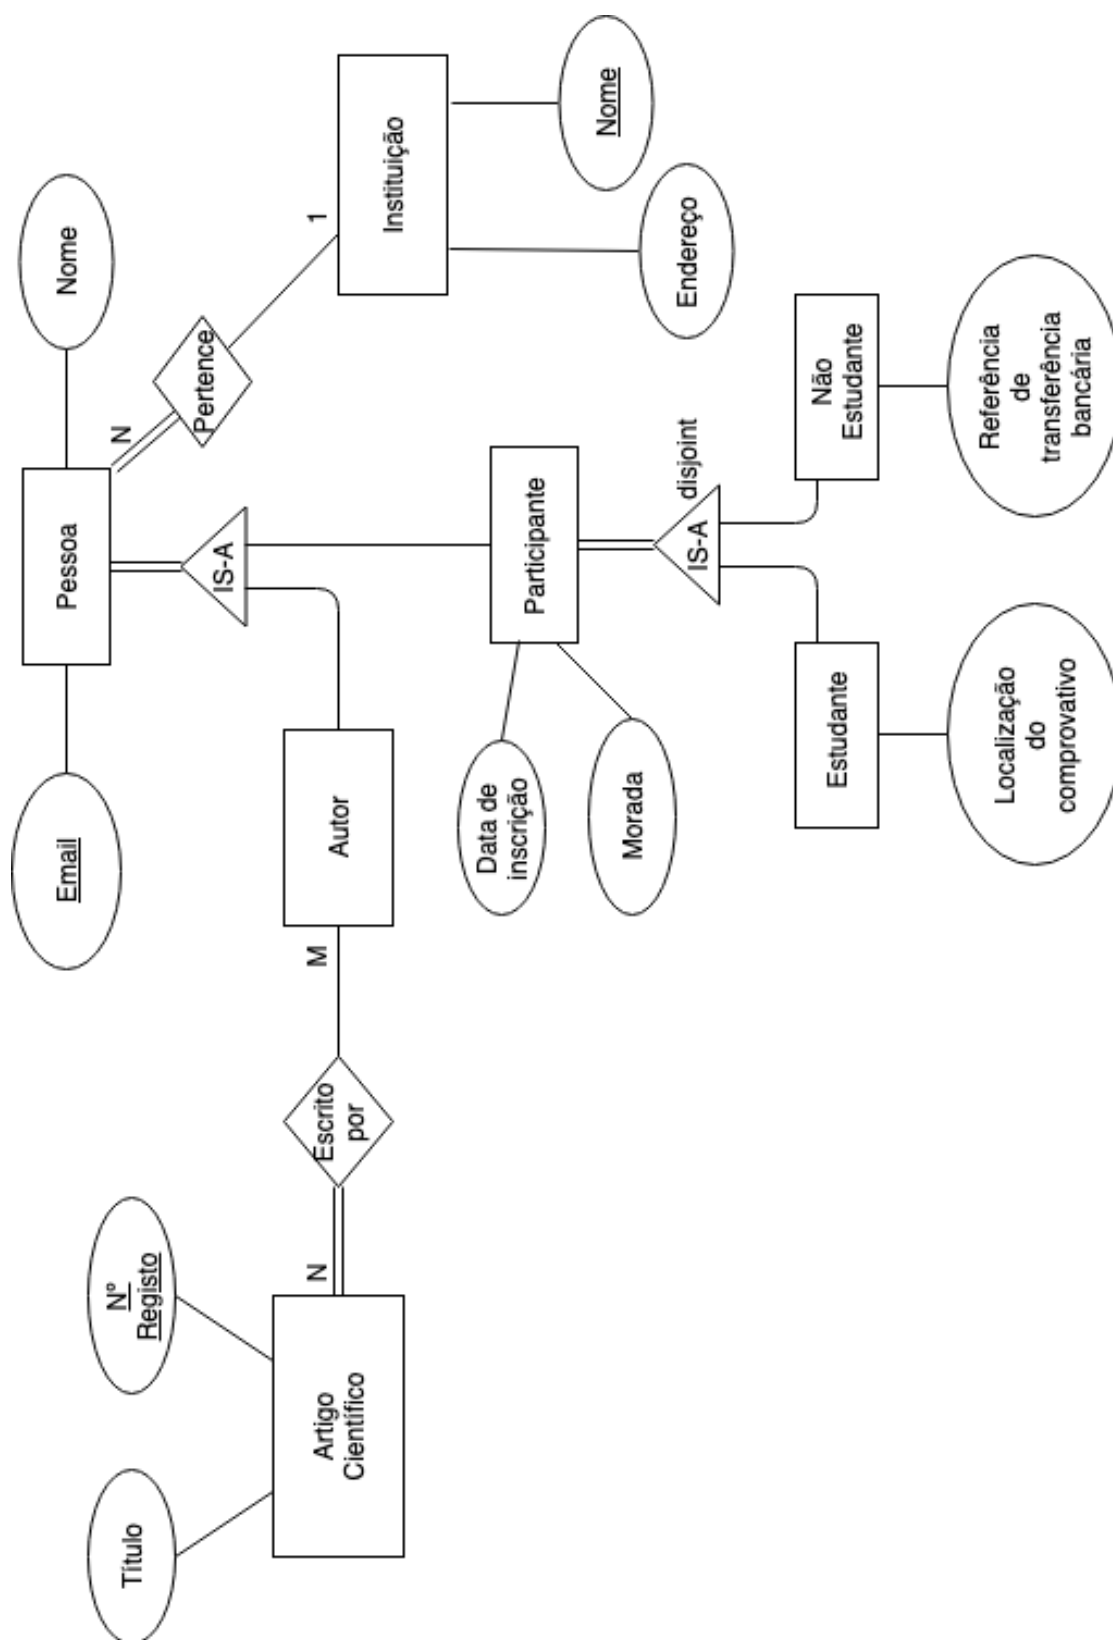 Título
Nº
Registo
Artigo
Científico
N
Escrito
por
M
Autor
Email
Pessoa
Nome
IS-A
N
Pertence
1
Instituição
Nome
Endereço
Participante
Data de
inscrição
Morada
IS-A
disjoint
Estudante
Localização
do
comprovativo
Não
Estudante
Referência
de
transferência
bancária